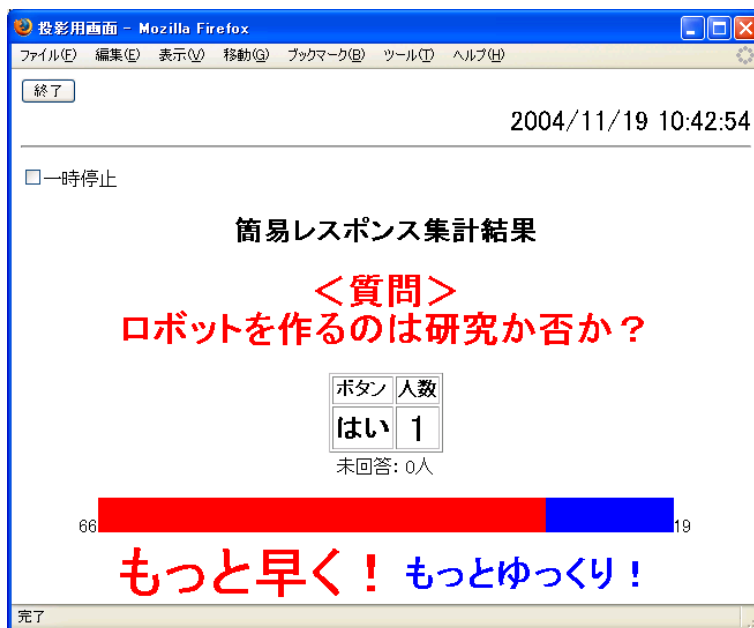 投影用画面 - Mozilla Firefox
ファイル(F) 編集(E) 表示(V) 移動(G) ブックマーク(B) ツール(T) ヘルプ(H)
終了
2004/11/19 10:42:54
一時停止
簡易レスポンス集計結果
＜質問＞
ロボットを作るのは研究か否か？
ボタン 人数
はい 1
未回答: 0人
66 19
もっと早く！ もっとゆっくり！
完了